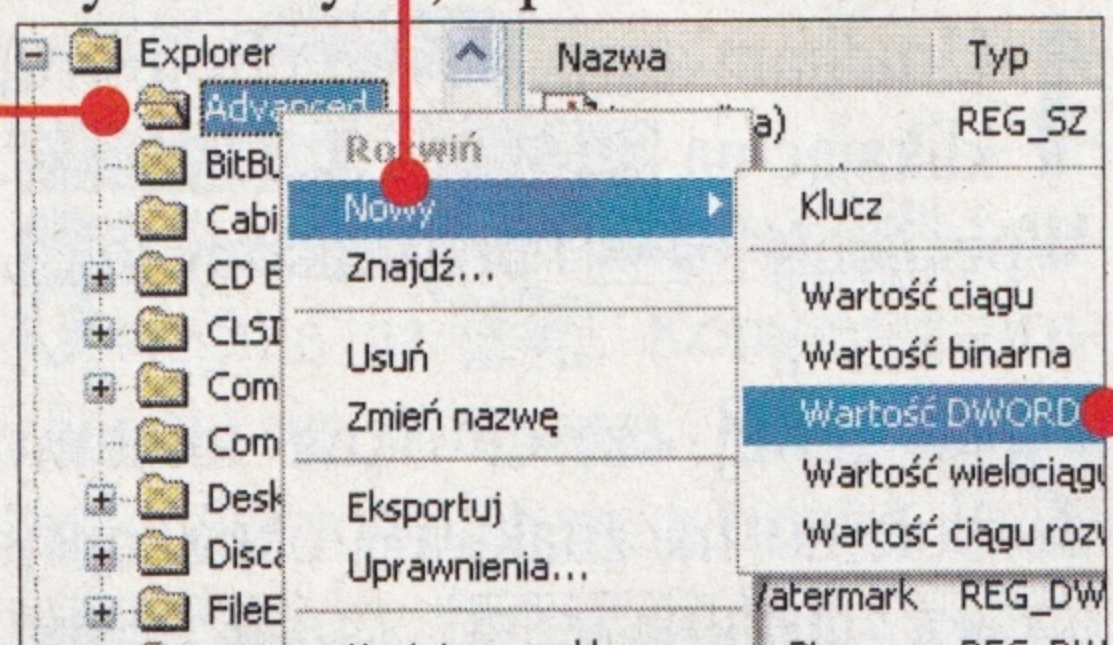 Explorer
Nazwa Typ
Advanced
a) REG_SZ
Rozwiń
BitBu
Nowy
Klucz
Cabi
Znajdź...
CD B
Wartość ciągu
CLSI
Usuń
Wartość binarna
Com
Zmień nazwę
Wartość DWORD
Com
Wartość wielociągu
Desk
Eksportuj
Wartość ciągu rozw
Disca
Uprawnienia...
FileE
atermark REG_DW